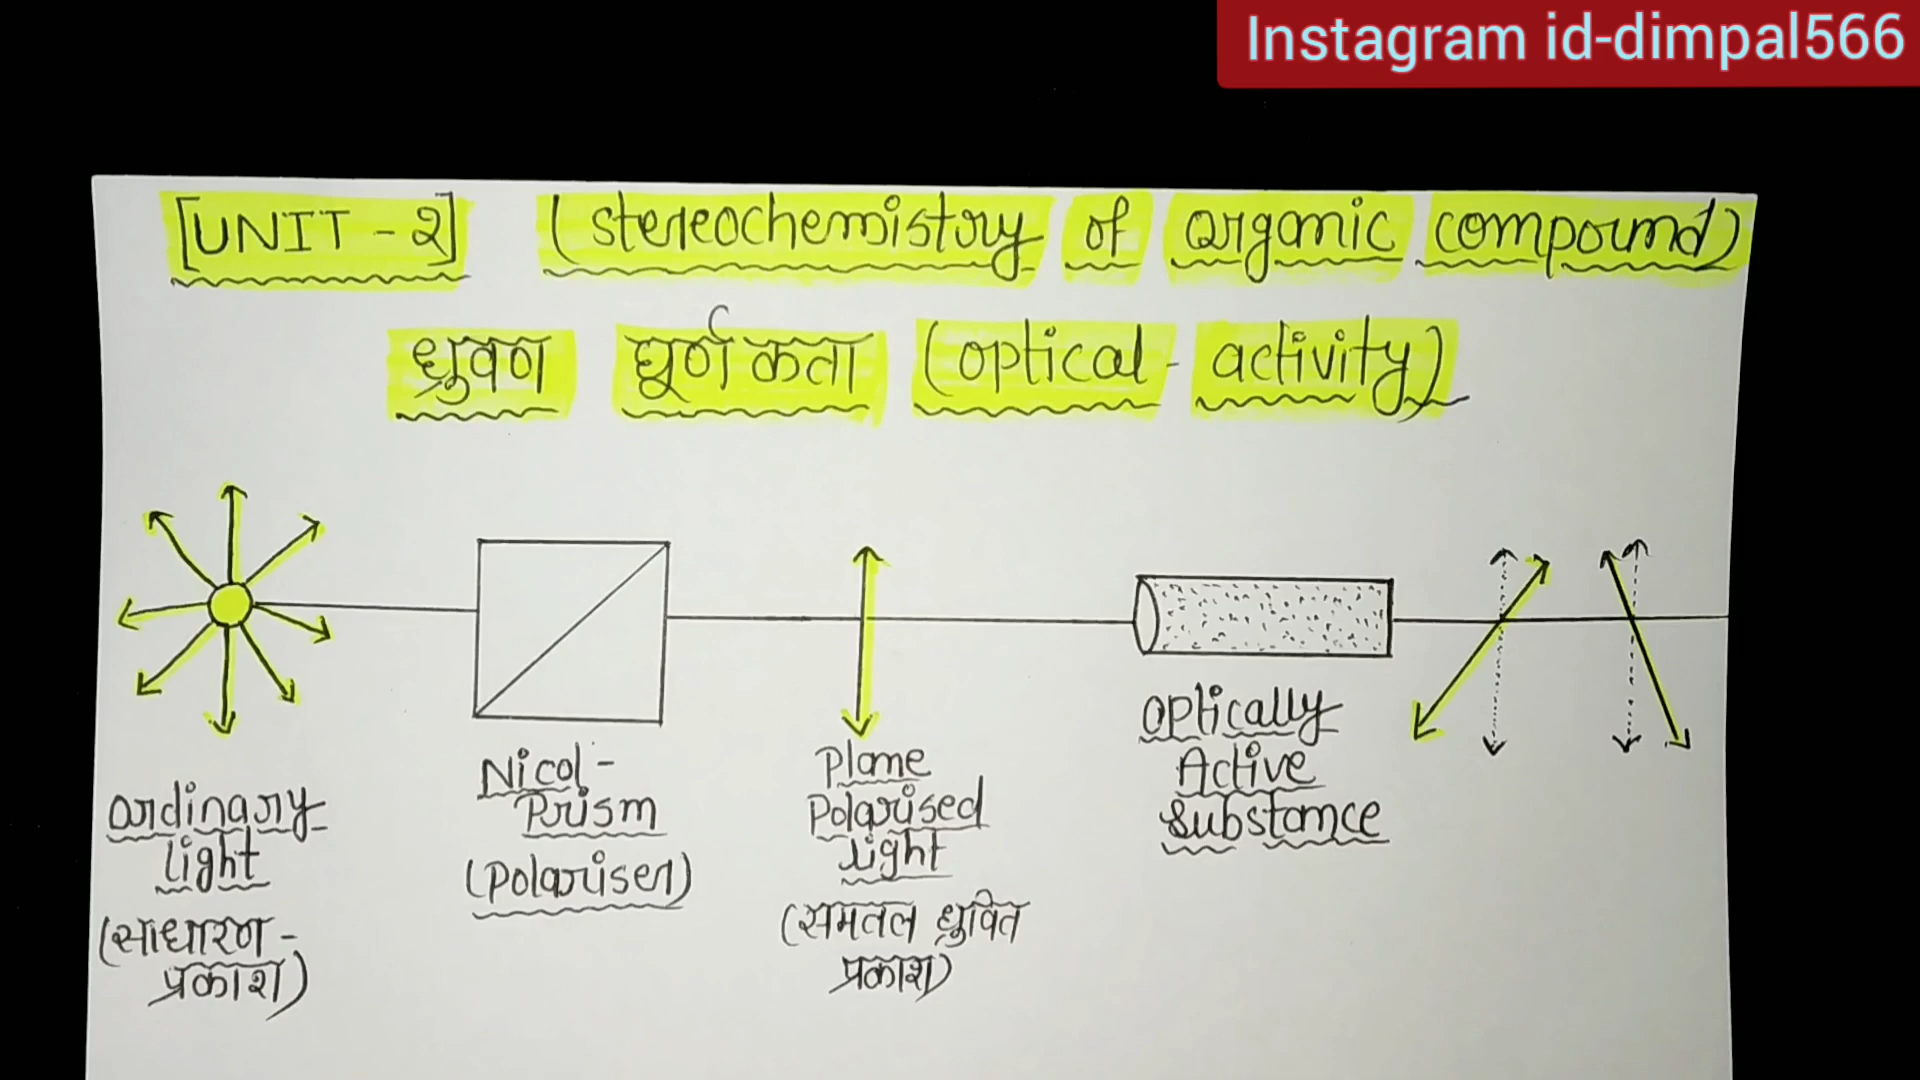 Instagram id-dimpal566
[UNIT - 2] (stereochemistry of organic compound)
ध्रुवण घूर्णकता (optical- activity)
ordinary
light
(साधारण -
प्रकाश)
Nicol -
Prism
(Polariser)
Plane
Polarised
light
(समतल ध्रुवित
प्रकाश)
optically
Active
Substance